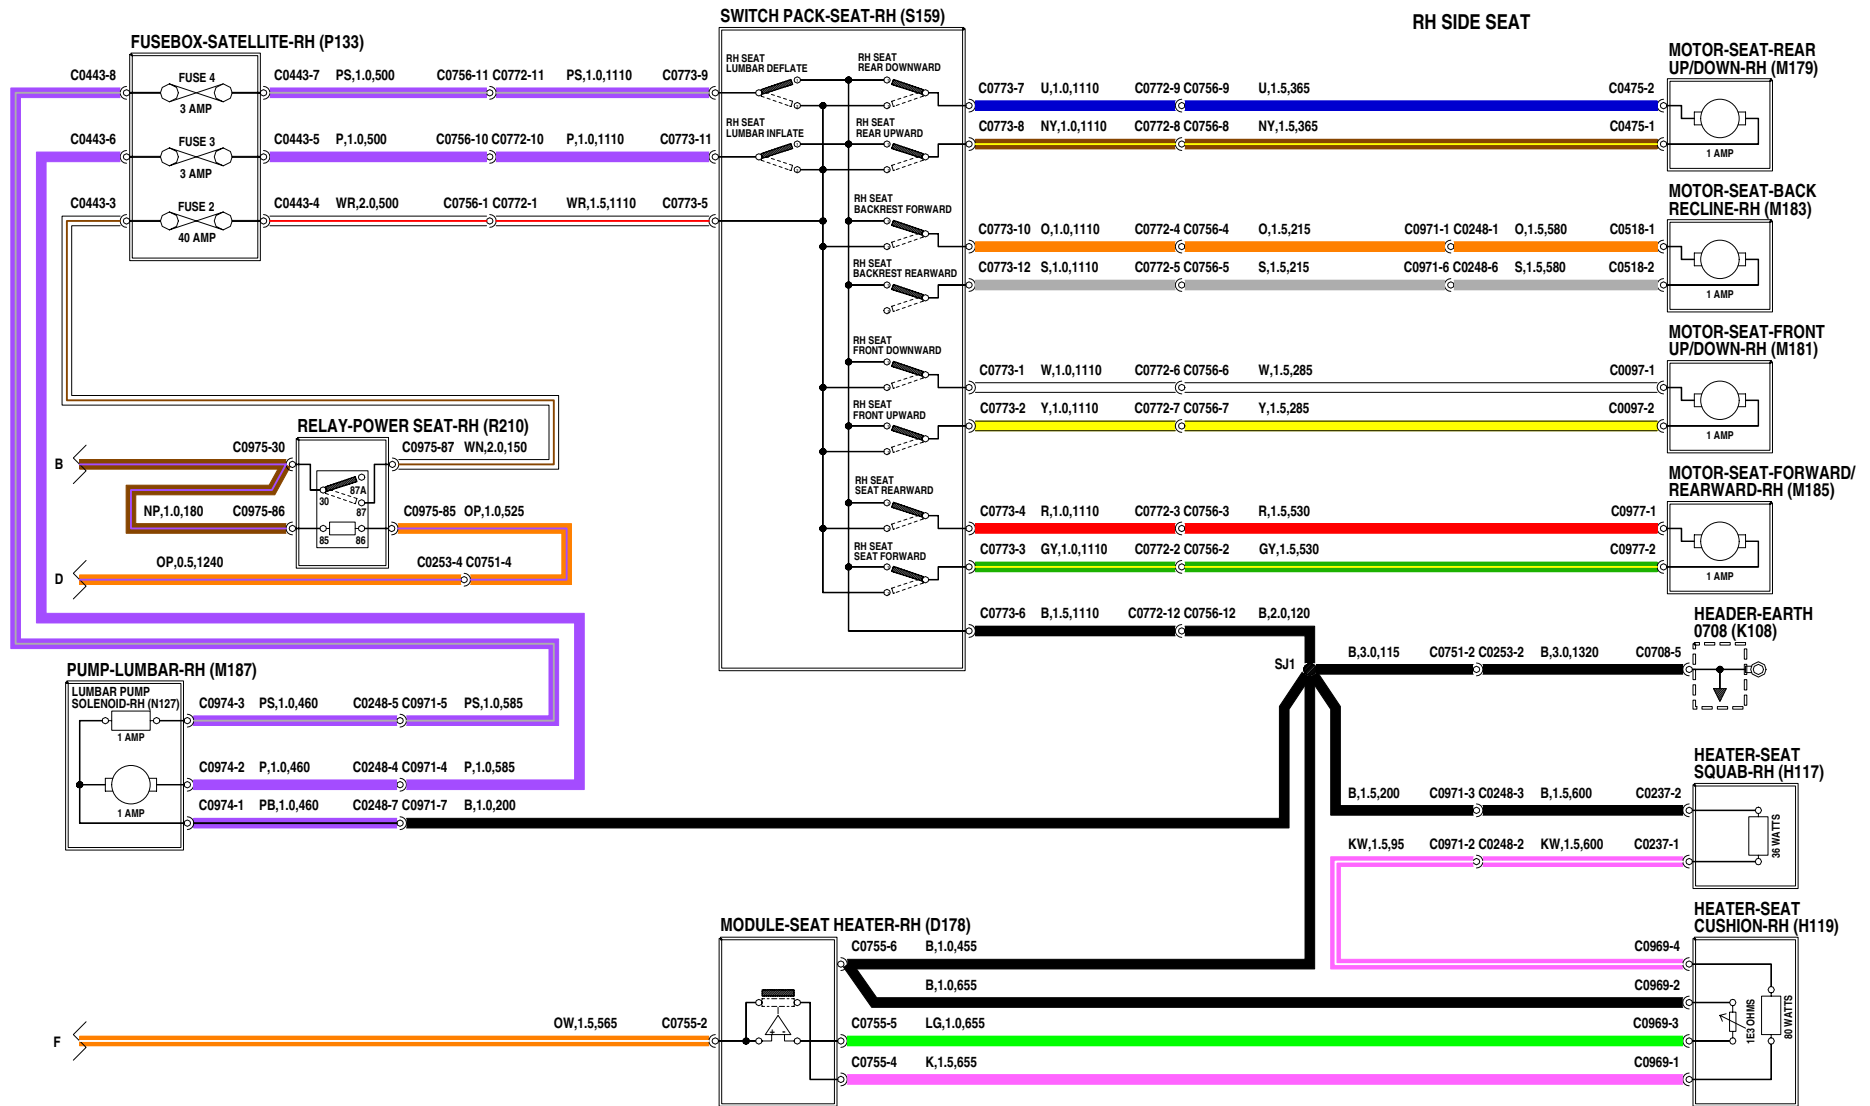 RH SIDE SEAT
FUSEBOX-SATELLITE-RH (P133)
C0443-8
FUSE 4
3 AMP
C0443-7 PS,1.0,500 C0756-11 C0772-11 PS,1.0,1110 C0773-9
C0443-6
FUSE 3
3 AMP
C0443-5 P,1.0,500 C0756-10 C0772-10 P,1.0,1110 C0773-11
C0443-3
FUSE 2
40 AMP
C0443-4 WR,2.0,500 C0756-1 C0772-1 WR,1.5,1110 C0773-5
SWITCH PACK-SEAT-RH (S159)
RH SEAT
LUMBAR DEFLATE
RH SEAT
REAR DOWNWARD
RH SEAT
LUMBAR INFLATE
RH SEAT
REAR UPWARD
RH SEAT
BACKREST FORWARD
RH SEAT
BACKREST REARWARD
RH SEAT
FRONT DOWNWARD
RH SEAT
FRONT UPWARD
RH SEAT
SEAT REARWARD
RH SEAT
SEAT FORWARD
C0773-7 U,1.0,1110 C0772-9 C0756-9 U,1.5,365 C0475-2
C0773-8 NY,1.0,1110 C0772-8 C0756-8 NY,1.5,365 C0475-1
MOTOR-SEAT-REAR
UP/DOWN-RH (M179)
1 AMP
C0773-10 O,1.0,1110 C0772-4 C0756-4 O,1.5,215 C0971-1 C0248-1 O,1.5,580 C0518-1
C0773-12 S,1.0,1110 C0772-5 C0756-5 S,1.5,215 C0971-6 C0248-6 S,1.5,580 C0518-2
MOTOR-SEAT-BACK
RECLINE-RH (M183)
1 AMP
C0773-1 W,1.0,1110 C0772-6 C0756-6 W,1.5,285 C0097-1
C0773-2 Y,1.0,1110 C0772-7 C0756-7 Y,1.5,285 C0097-2
MOTOR-SEAT-FRONT
UP/DOWN-RH (M181)
1 AMP
C0773-4 R,1.0,1110 C0772-3 C0756-3 R,1.5,530 C0977-1
C0773-3 GY,1.0,1110 C0772-2 C0756-2 GY,1.5,530 C0977-2
MOTOR-SEAT-FORWARD/
REARWARD-RH (M185)
1 AMP
C0773-6 B,1.5,1110 C0772-12 C0756-12 B,2.0,120
SJ1
B,3.0,115 C0751-2 C0253-2 B,3.0,1320 C0708-5
HEADER-EARTH
0708 (K108)
RELAY-POWER SEAT-RH (R210)
B
C0975-30
C0975-87 WN,2.0,150
30
87A
87
NP,1.0,180 C0975-86
C0975-85 OP,1.0,525
85
86
D
OP,0.5,1240 C0253-4 C0751-4
PUMP-LUMBAR-RH (M187)
LUMBAR PUMP
SOLENOID-RH (N127)
1 AMP
1 AMP
C0974-3 PS,1.0,460 C0248-5 C0971-5 PS,1.0,585
C0974-2 P,1.0,460 C0248-4 C0971-4 P,1.0,585
C0974-1 PB,1.0,460 C0248-7 C0971-7 B,1.0,200
B,1.5,200 C0971-3 C0248-3 B,1.5,600 C0237-2
KW,1.5,95 C0971-2 C0248-2 KW,1.5,600 C0237-1
HEATER-SEAT
SQUAB-RH (H117)
36 WATTS
MODULE-SEAT HEATER-RH (D178)
F
OW,1.5,565 C0755-2
+ -
C0755-6 B,1.0,455
C0969-4
B,1.0,655 C0969-2
C0755-5 LG,1.0,655 C0969-3
C0755-4 K,1.5,655 C0969-1
HEATER-SEAT
CUSHION-RH (H119)
1E3 OHMS
80 WATTS